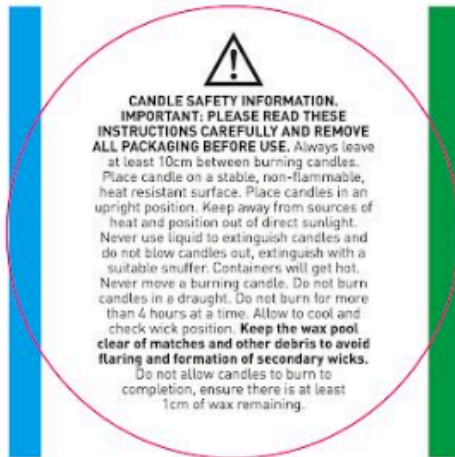 CANDLE SAFETY INFORMATION.
IMPORTANT: PLEASE READ THESE
INSTRUCTIONS CAREFULLY AND REMOVE
ALL PACKAGING BEFORE USE. Always leave
at least 10cm between burning candles.
Place candle on a stable, non-flammable,
heat resistant surface. Place candles in an
upright position. Keep away from sources of
heat and position out of direct sunlight.
Never use liquid to extinguish candles and
do not blow candles out, extinguish with a
suitable snuffer. Containers will get hot.
Never move a burning candle. Do not burn
candles in a draught. Do not burn for more
than 4 hours at a time. Allow to cool and
check wick position. Keep the wax pool
clear of matches and other debris to avoid
flaring and formation of secondary wicks.
Do not allow candles to burn to
completion, ensure there is at least
1cm of wax remaining.